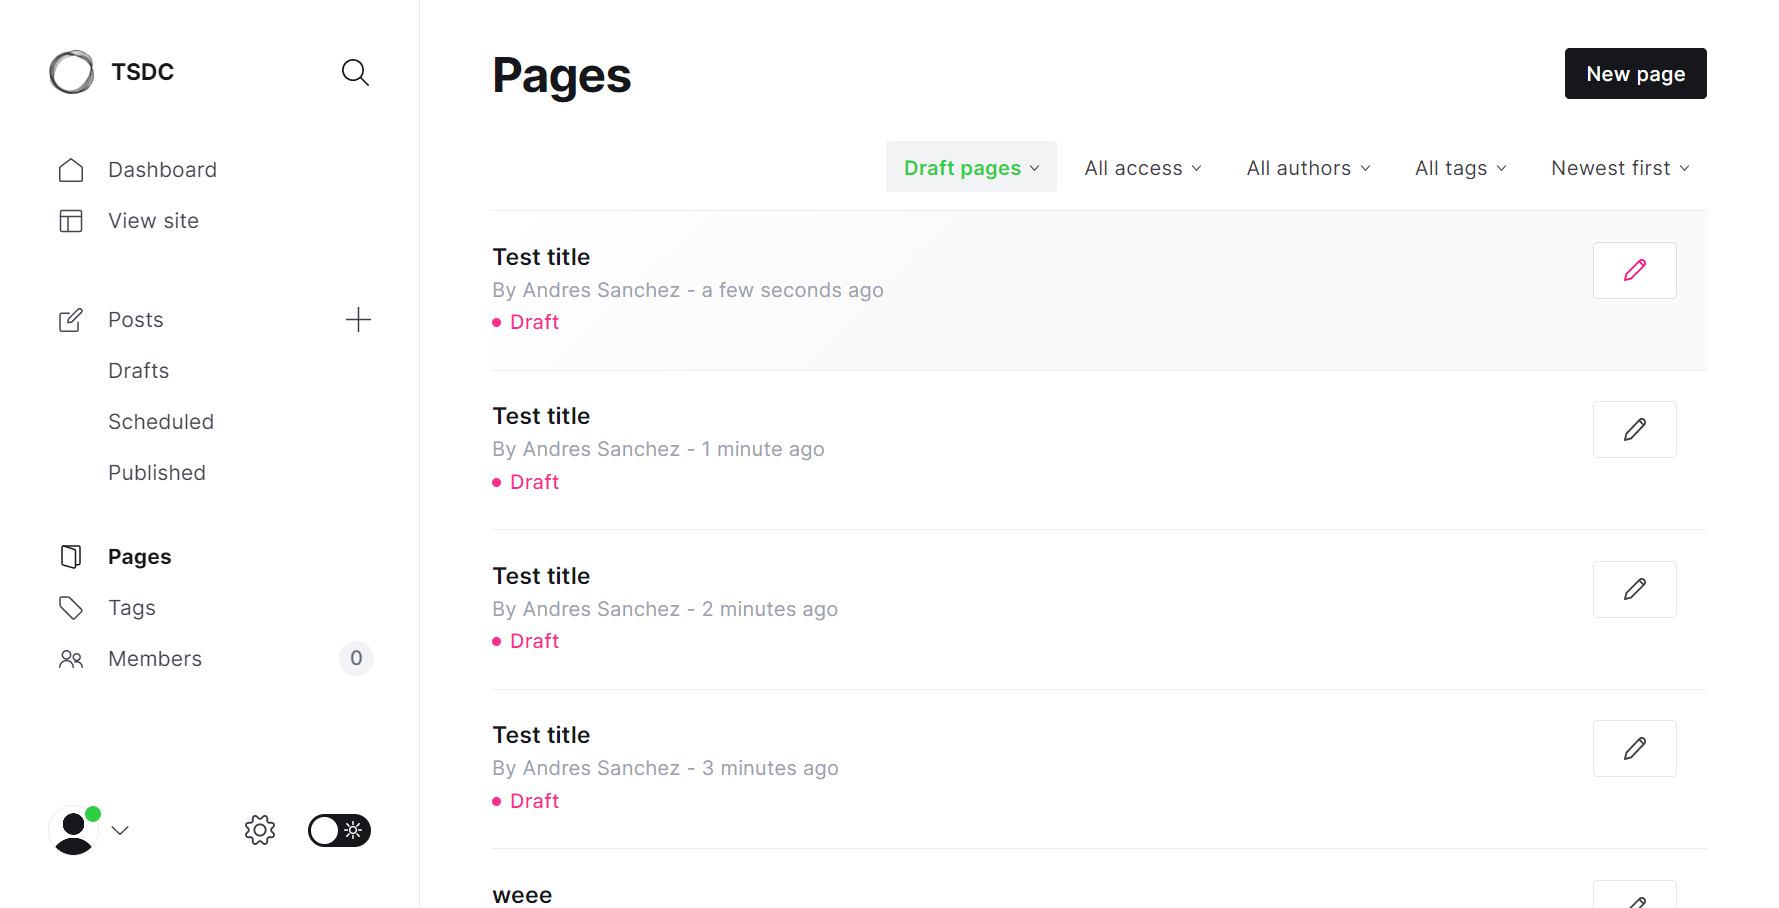 TSDC
Dashboard
View site
Posts
Drafts
Scheduled
Published
Pages
Tags
Members 0
Pages
New page
Draft pages All access All authors All tags Newest first
Test title
By Andres Sanchez - a few seconds ago
Draft
Test title
By Andres Sanchez - 1 minute ago
Draft
Test title
By Andres Sanchez - 2 minutes ago
Draft
Test title
By Andres Sanchez - 3 minutes ago
Draft
weee